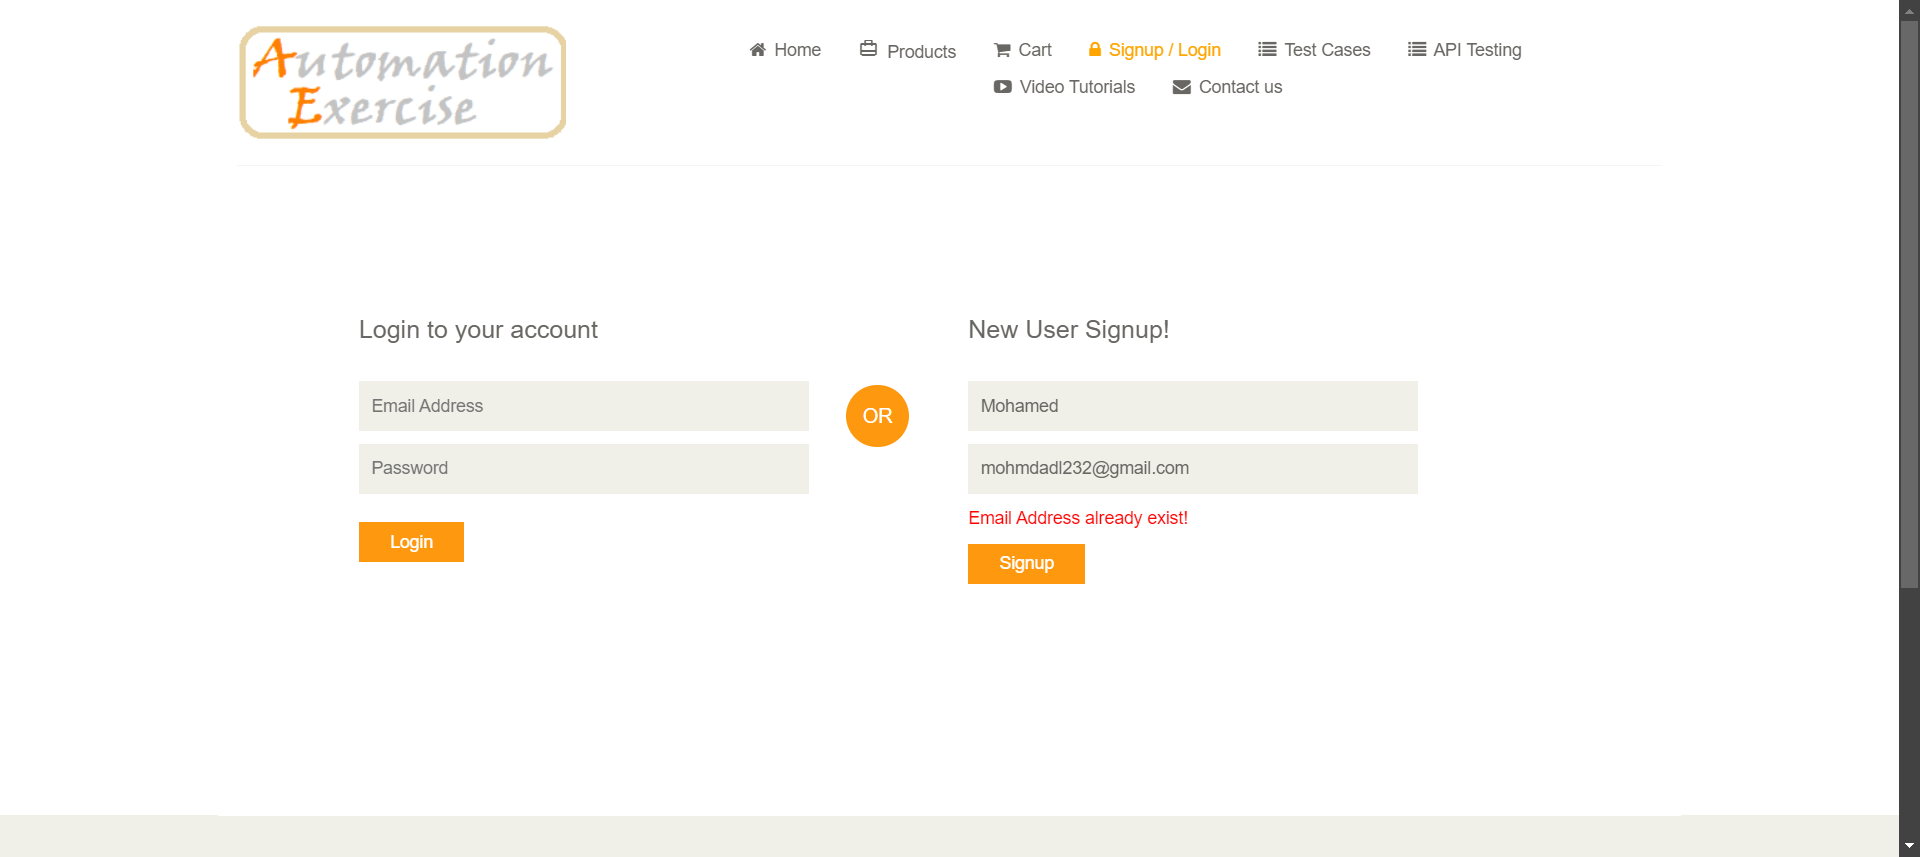 Automation
Exercise
Home
Products
Cart
Signup / Login
Test Cases
API Testing
Video Tutorials
Contact us
Login to your account
Email Address
Password
Login
OR
New User Signup!
Mohamed
mohmdadl232@gmail.com
Email Address already exist!
Signup